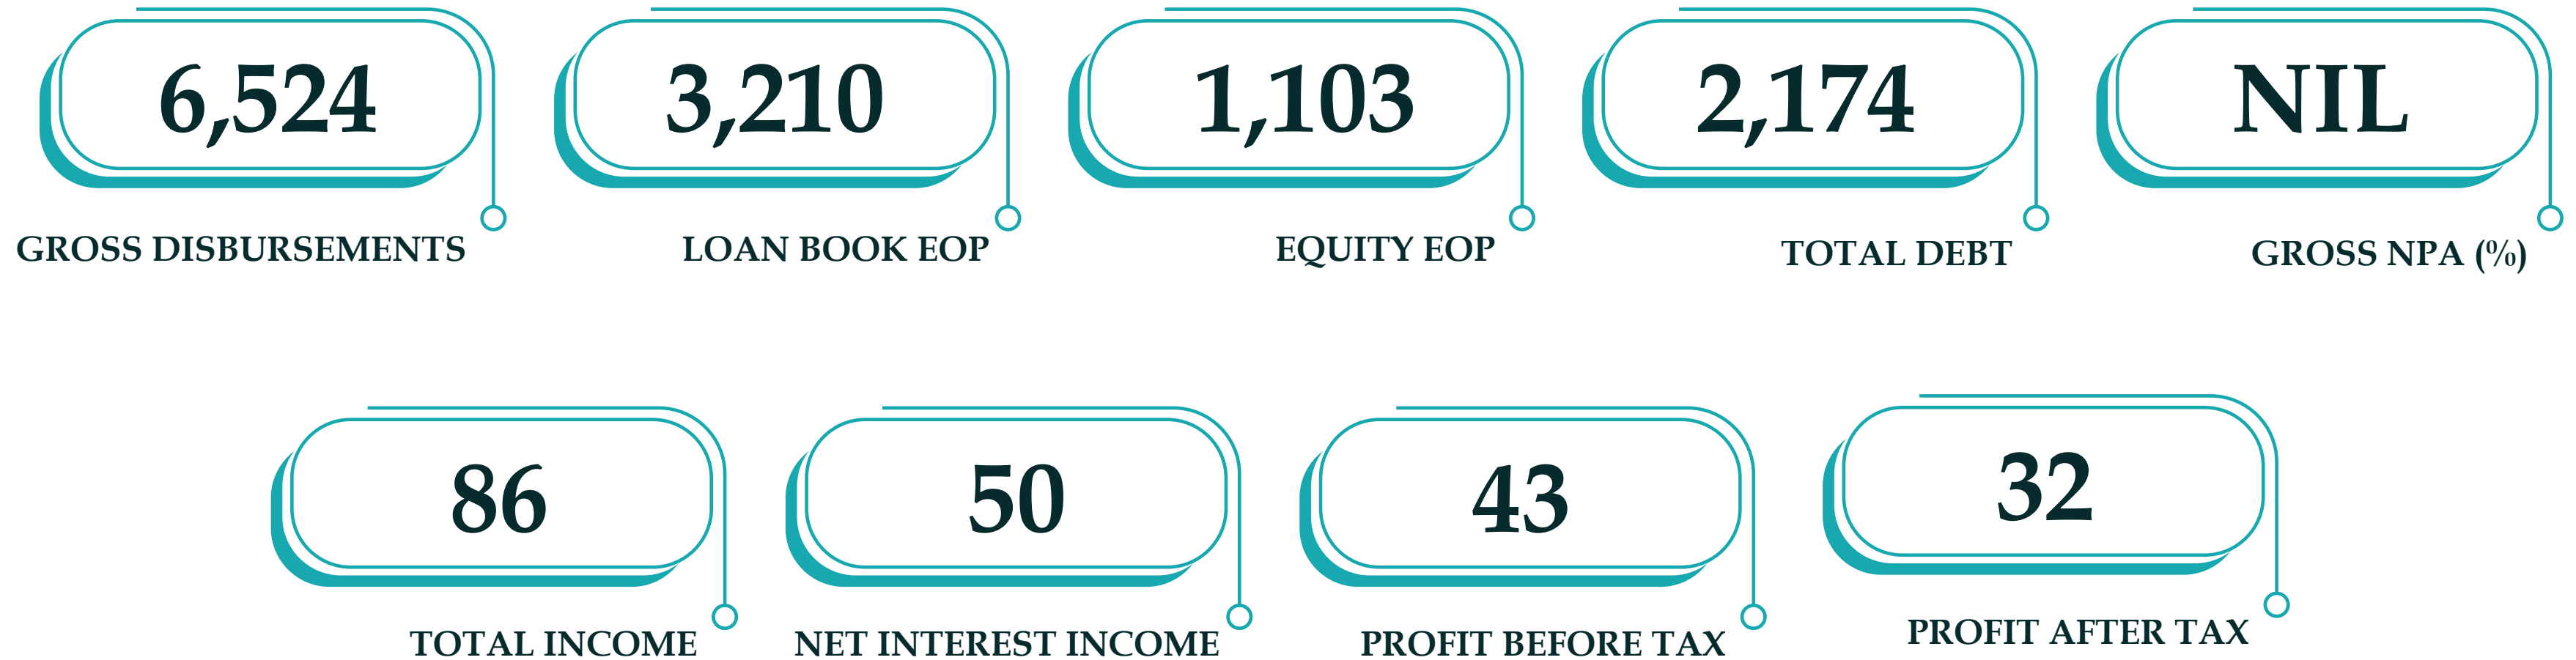 6,524
GROSS DISBURSEMENTS
3,210
LOAN BOOK EOP
1,103
EQUITY EOP
2,174
TOTAL DEBT
NIL
GROSS NPA (%)
86
TOTAL INCOME
50
NET INTEREST INCOME
43
PROFIT BEFORE TAX
32
PROFIT AFTER TAX